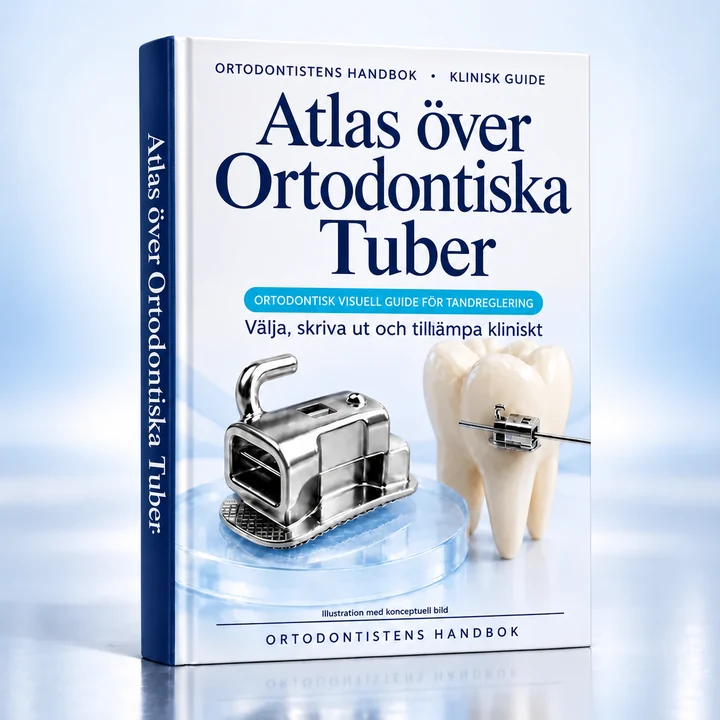 ORTODONTISTENS HANDBOK • KLINISK GUIDE
Atlas över
Ortodontiska
Tuber
ORTODONTISK VISUELL GUIDE FÖR TANDREGLERING
Välja, skriva ut och tillämpa kliniskt
Illustration med konceptuell bild
ORTODONTISTENS HANDBOK
Atlas över Ortodontiska Tuber